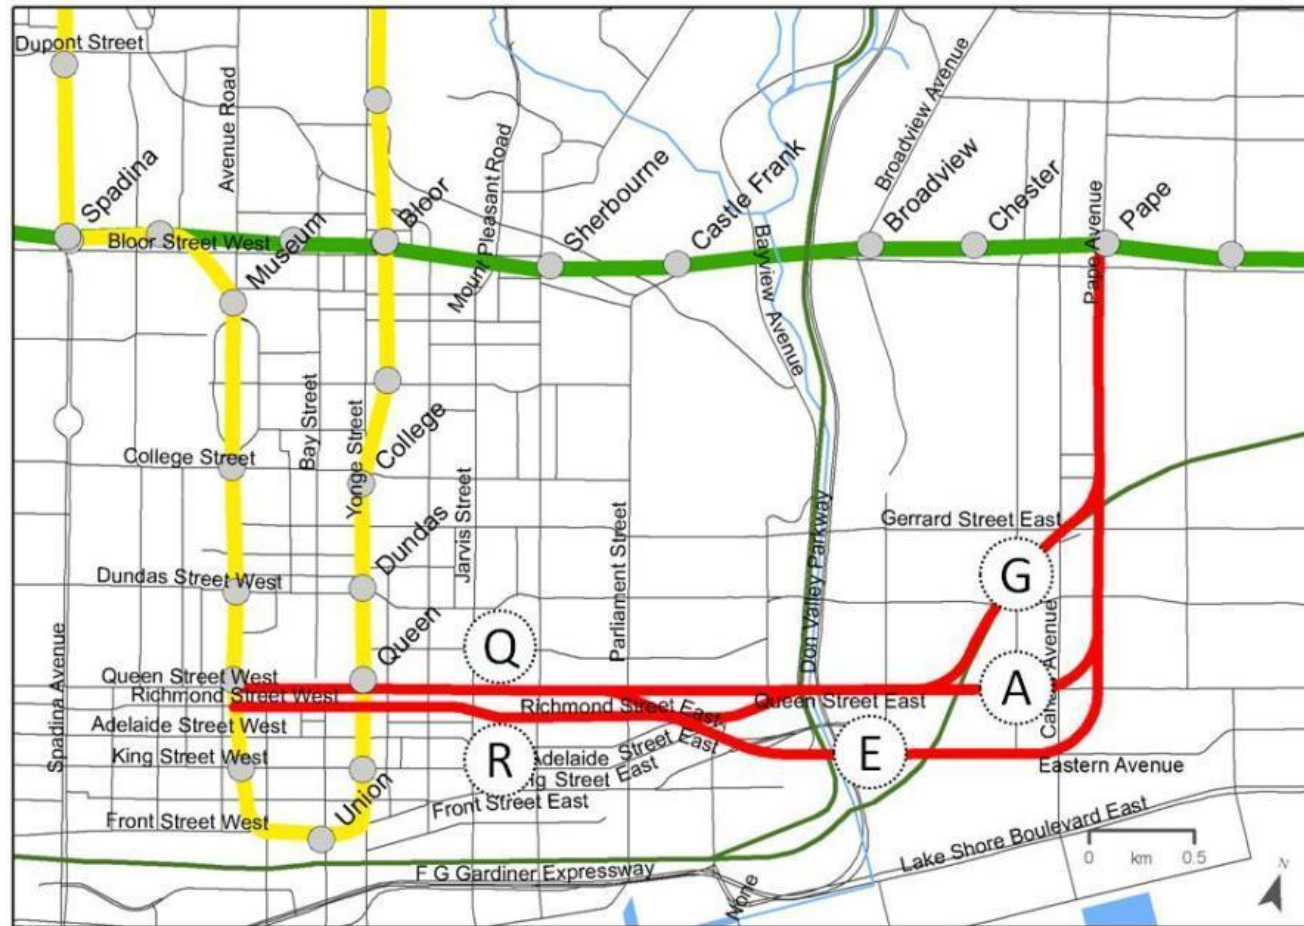 Dupont Street
Avenue Road
Spadina
Bloor Street West
Museum
Bloor
Mount Pleasant Road
Sherbourne
Castle Frank
Bayview Avenue
Broadview Avenue
Broadview
Chester
Pape Avenue
Pape
College Street
Bay Street
Yonge Street
College
Jarvis Street
Dundas
Parliament Street
Don Valley Parkway
Gerrard Street East
G
Dundas Street West
Queen
Q
Spadina Avenue
Queen Street West
Richmond Street West
Richmond Street East
Queen Street East
A
Avenue
Adelaide Street West
King Street West
R
Adelaide Street East
Street East
E
Eastern Avenue
Union
Front Street West
Front Street East
Lake Shore Boulevard East
F G Gardiner Expressway
None
0 km 0.5
N